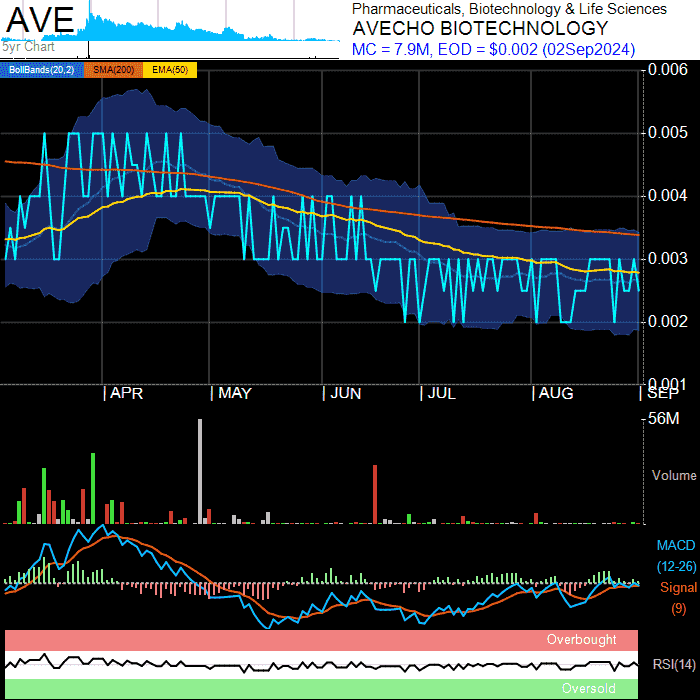 AVE
5yr Chart
Pharmaceuticals, Biotechnology & Life Sciences
AVECHO BIOTECHNOLOGY
MC = 7.9M, EOD = $0.002 (02Sep2024)
BollBands(20,2) SMA(200) EMA(50)
0.006
0.005
0.004
0.003
0.002
0.001
APR MAY JUN JUL AUG SEP
56M
Volume
MACD
(12-26)
Signal
(9)
Overbought
RSI(14)
Oversold